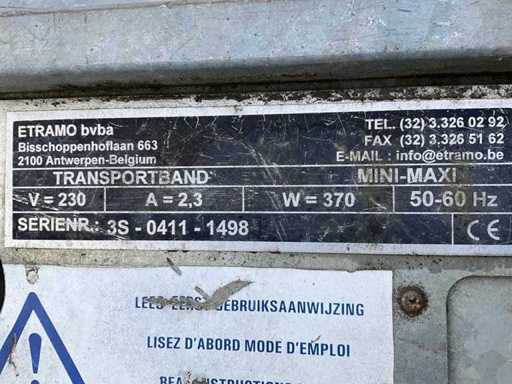 ETRAMO bvba
Bisschoppenhoflaan 663
2100 Antwerpen-Belgium
TEL. (32) 3.326 02 92
FAX (32) 3.326 51 62
E-MAIL : info@etramo.be
TRANSPORTBAND MINI-MAXI
V = 230 A = 2,3 W = 370 50-60 Hz
SERIENR.: 3S - 0411 - 1498 CE
LEES EERST GEBRUIKSAANWIJZING
LISEZ D'ABORD MODE D'EMPLOI